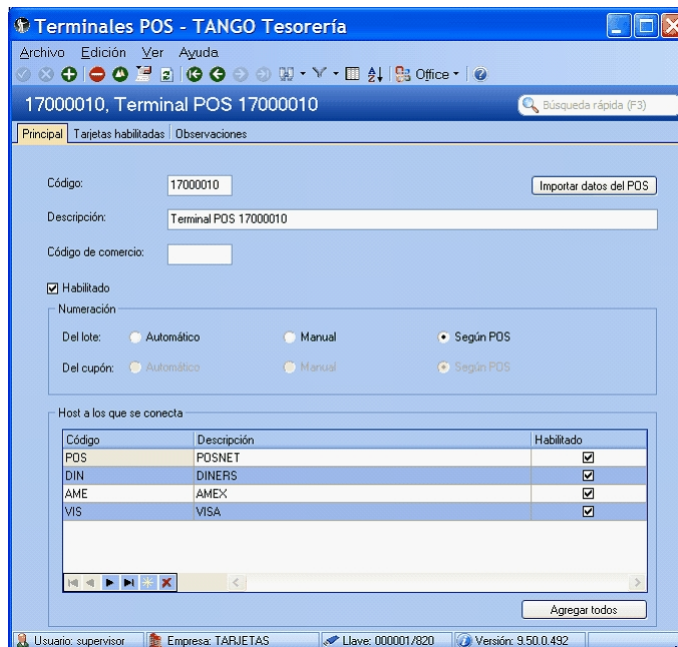 Terminales POS - TANGO Tesorería
Archivo Edición Ver Ayuda
Office
17000010, Terminal POS 17000010
Búsqueda rápida (F3)
Principal Tarjetas habilitadas Observaciones
Código: 17000010 Importar datos del POS
Descripción: Terminal POS 17000010
Código de comercio:
Habilitado
Numeración
Del lote: Automático Manual Según POS
Del cupón: Automático Manual Según POS
Host a los que se conecta
Código Descripción Habilitado
POS POSNET
DIN DINERS
AME AMEX
VIS VISA
Agregar todos
Usuario: supervisor Empresa: TARJETAS Llave: 000001/820 Versión: 9.50.0.492